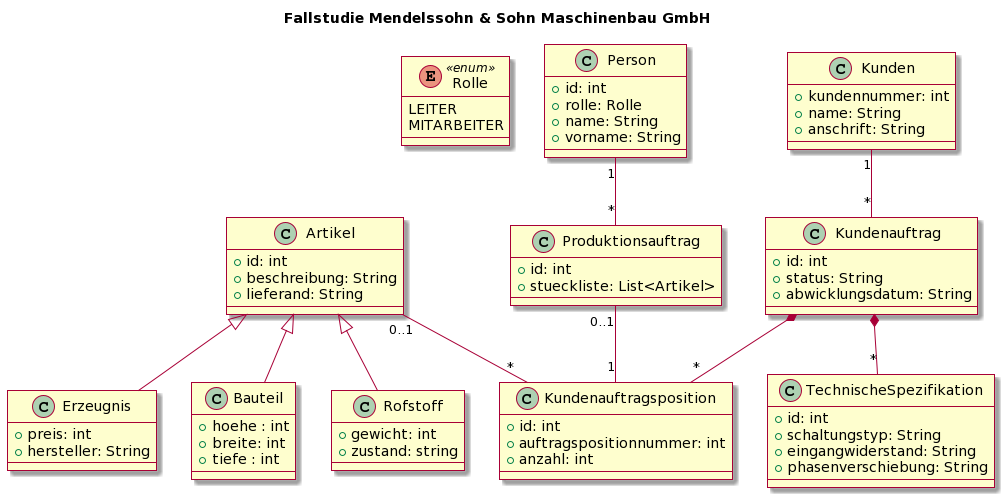 Fallstudie Mendelssohn & Sohn Maschinenbau GmbH
E «enum»
Rolle
LEITER
MITARBEITER
C Person
id: int
rolle: Rolle
name: String
vorname: String
C Kunden
kundennummer: int
name: String
anschrift: String
1
*
1
*
C Artikel
id: int
beschreibung: String
lieferand: String
C Produktionsauftrag
id: int
stueckliste: List<Artikel>
C Kundenauftrag
id: int
status: String
abwicklungsdatum: String
0..1
*
0..1
1
*
*
C Erzeugnis
preis: int
hersteller: String
C Bauteil
hoehe : int
breite: int
tiefe : int
C Rofstoff
gewicht: int
zustand: string
C Kundenauftragsposition
id: int
auftragspositionnummer: int
anzahl: int
C TechnischeSpezifikation
id: int
schaltungstyp: String
eingangwiderstand: String
phasenverschiebung: String